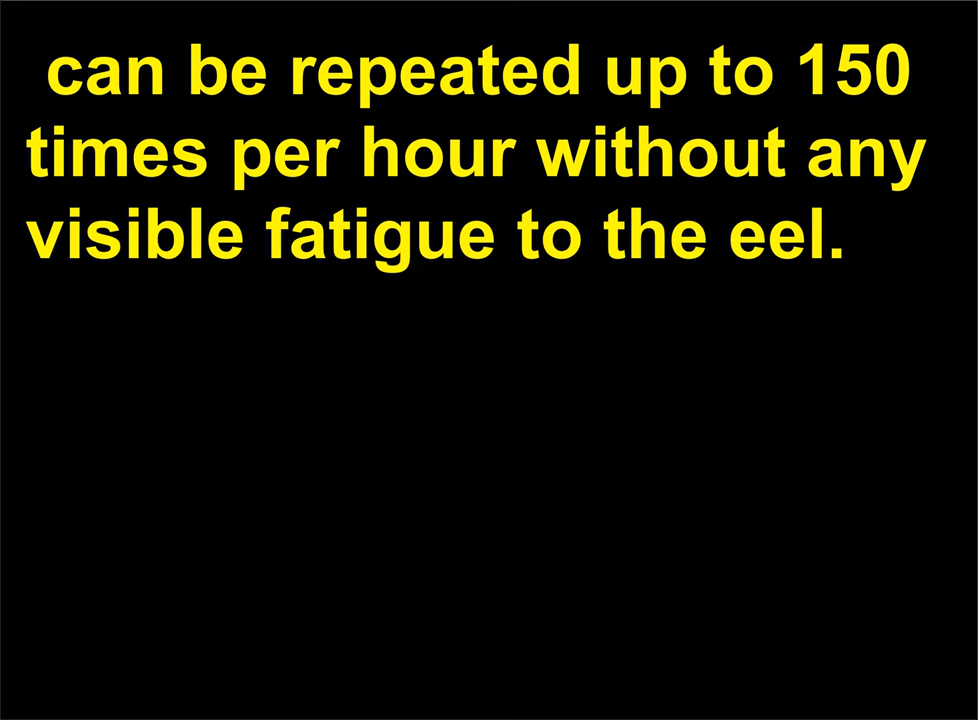 can be repeated up to 150
times per hour without any
visible fatigue to the eel.